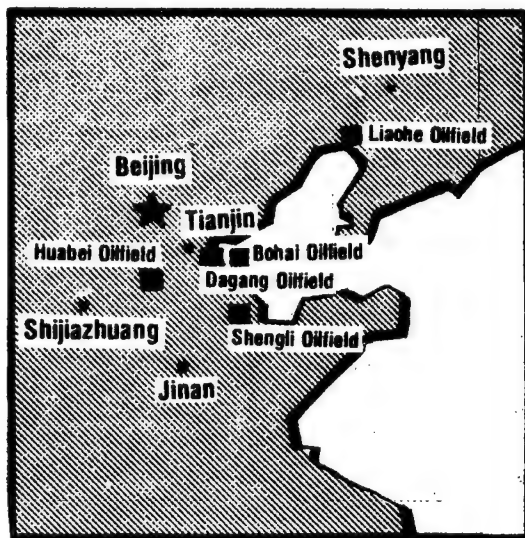 Shenyang
Liaohe Oilfield
Beijing
Tianjin
Huabei Oilfield
Bohai Oilfield
Dagang Oilfield
Shijiazhuang
Shengli Oilfield
Jinan